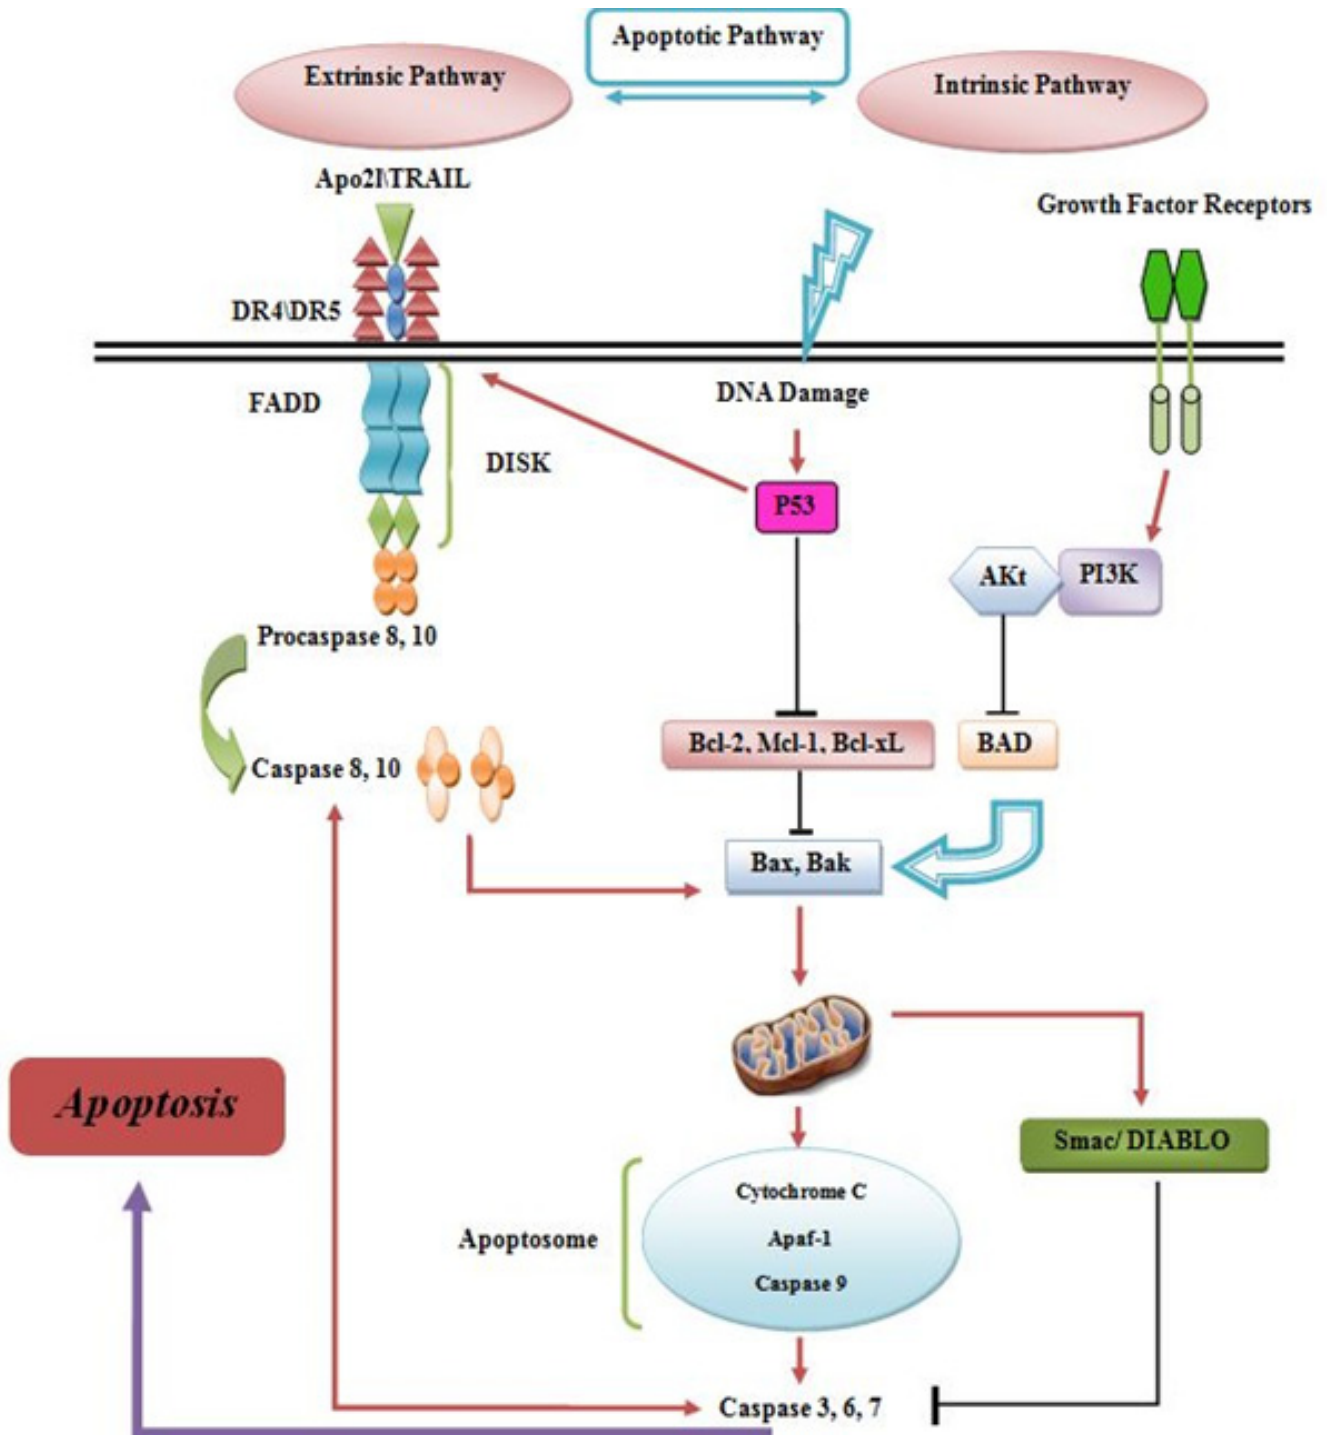 Apoptotic Pathway
Extrinsic Pathway
Intrinsic Pathway
Apo2l\TRAIL
Growth Factor Receptors
DR4\DR5
FADD
DNA Damage
DISK
P53
AKt
PI3K
Procaspase 8, 10
Bcl-2, Mcl-1, Bcl-xL
BAD
Caspase 8, 10
Bax, Bak
Apoptosis
Smac/ DIABLO
Cytochrome C
Apoptosome
Apaf-1
Caspase 9
Caspase 3, 6, 7